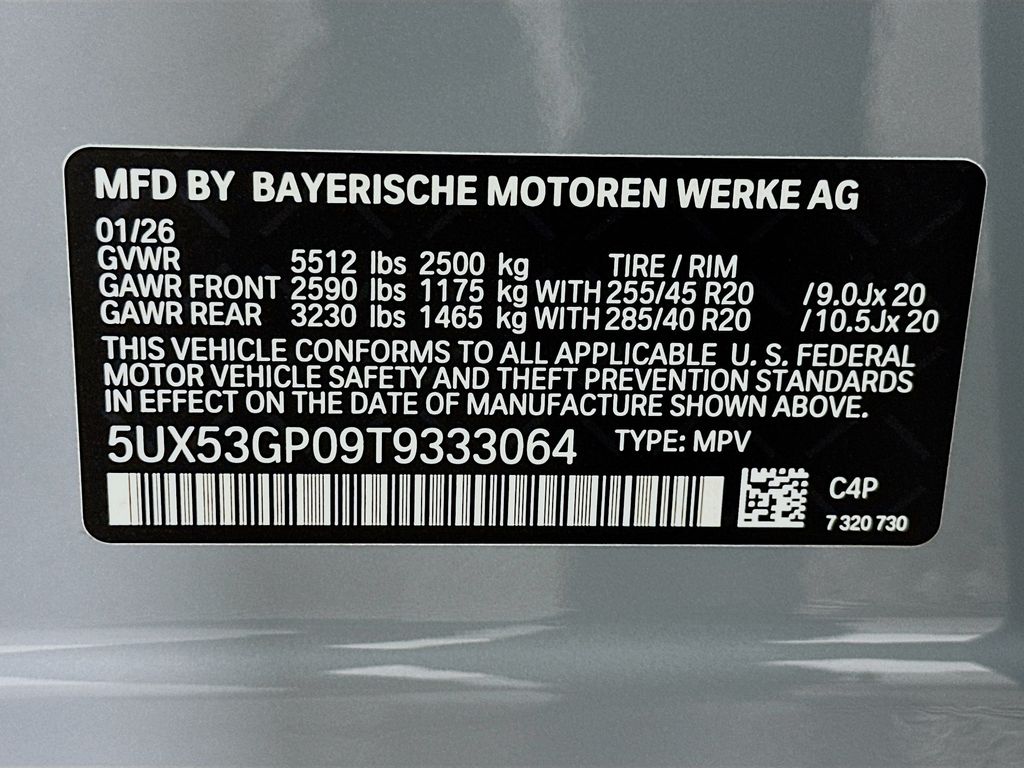 MFD BY BAYERISCHE MOTOREN WERKE AG
01/26
GVWR 5512 lbs 2500 kg TIRE / RIM
GAWR FRONT 2590 lbs 1175 kg WITH 255/45 R20 /9.0Jx 20
GAWR REAR 3230 lbs 1465 kg WITH 285/40 R20 /10.5Jx 20
THIS VEHICLE CONFORMS TO ALL APPLICABLE U. S. FEDERAL
MOTOR VEHICLE SAFETY AND THEFT PREVENTION STANDARDS
IN EFFECT ON THE DATE OF MANUFACTURE SHOWN ABOVE.
5UX53GP09T9333064 TYPE: MPV
C4P
7 320 730